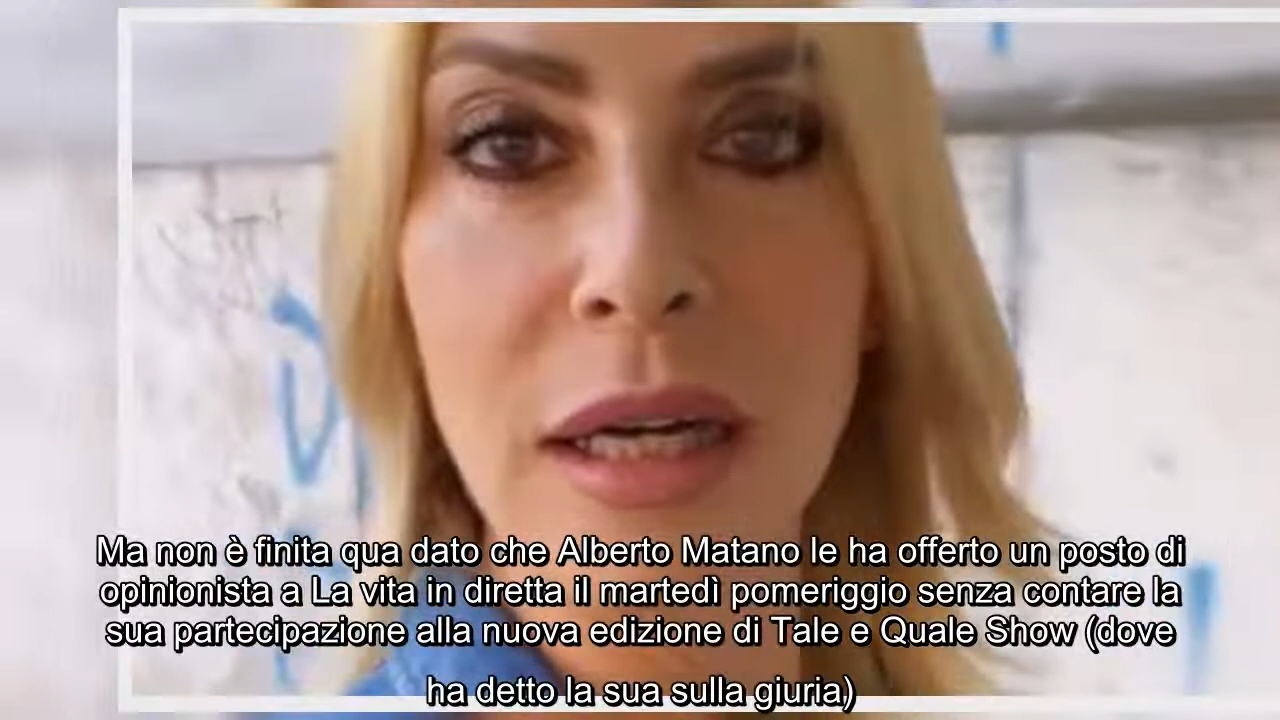 Ma non è finita qua dato che Alberto Matano le ha offerto un posto di
opinionista a La vita in diretta il martedì pomeriggio senza contare la
sua partecipazione alla nuova edizione di Tale e Quale Show (dove
ha detto la sua sulla giuria)